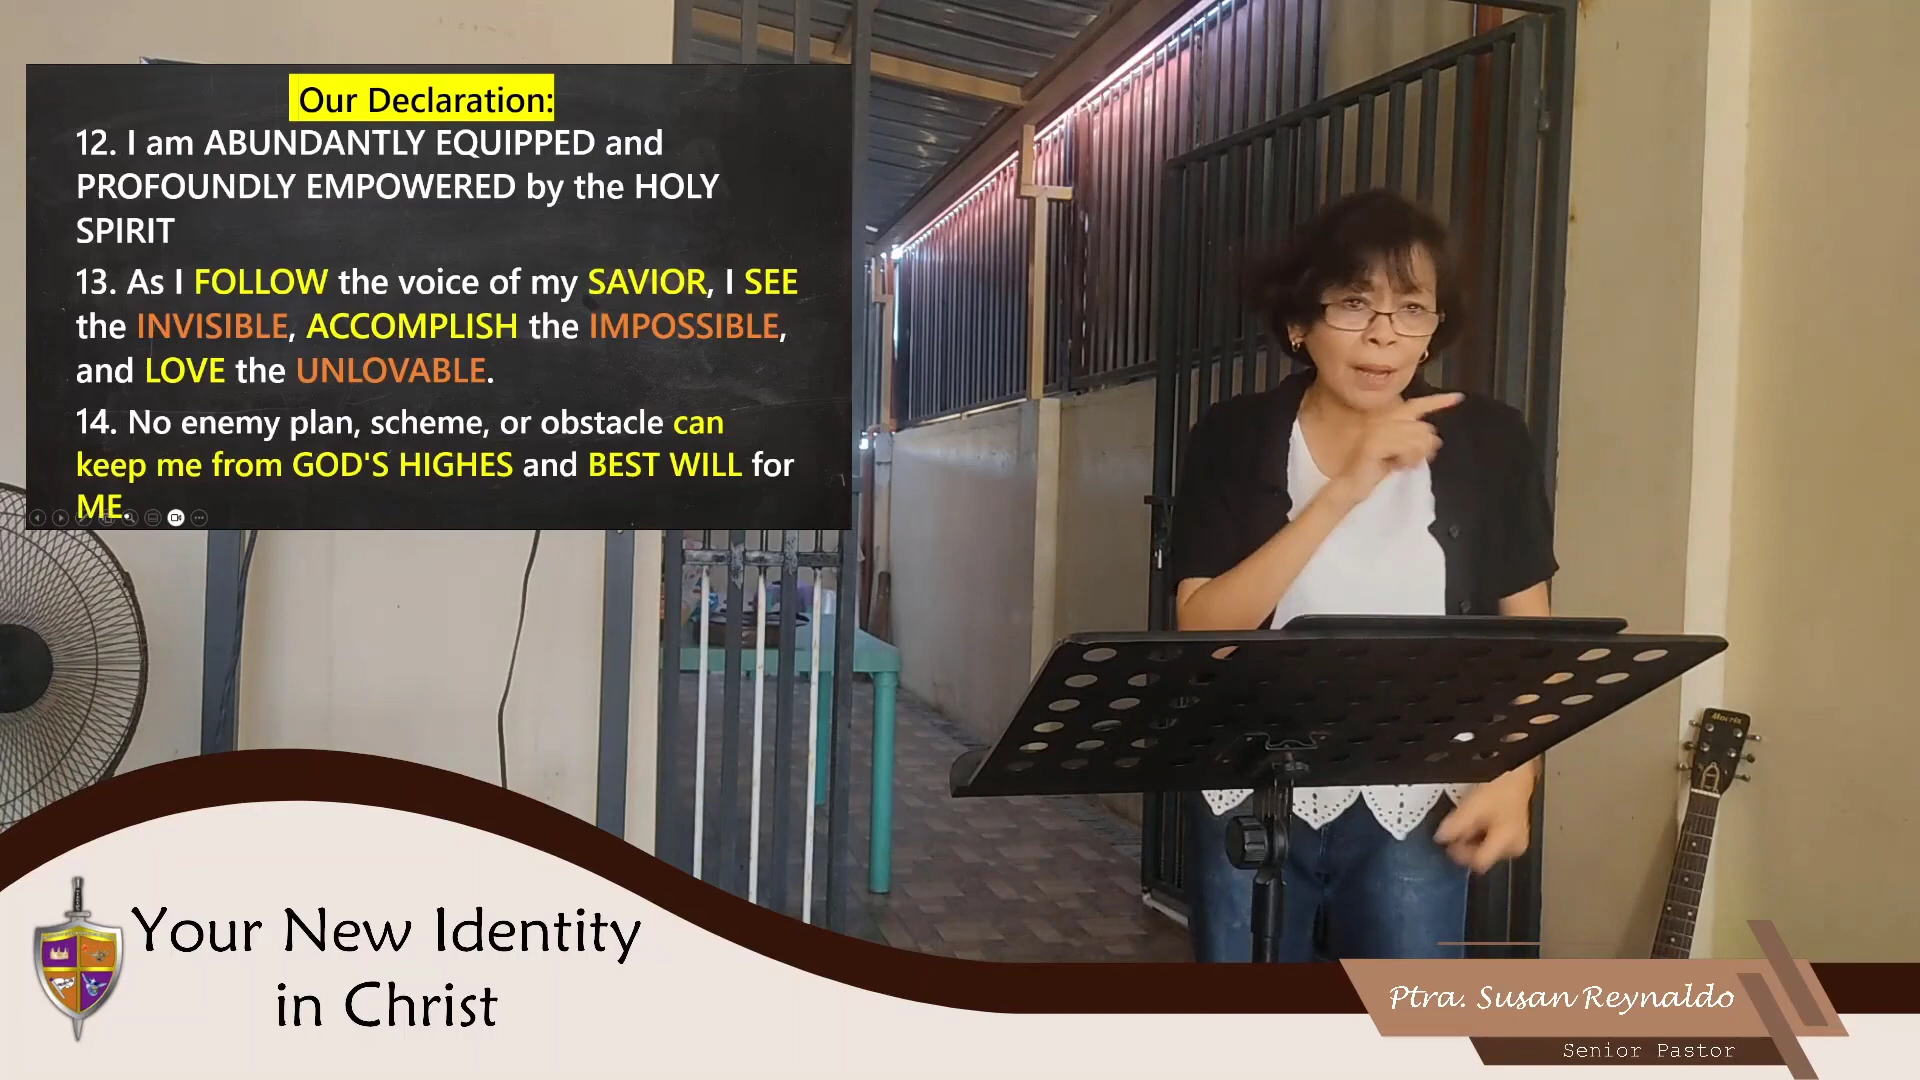 Our Declaration:
12. I am ABUNDANTLY EQUIPPED and
PROFOUNDLY EMPOWERED by the HOLY
SPIRIT
13. As I FOLLOW the voice of my SAVIOR, I SEE
the INVISIBLE, ACCOMPLISH the IMPOSSIBLE,
and LOVE the UNLOVABLE.
14. No enemy plan, scheme, or obstacle can
keep me from GOD'S HIGHES and BEST WILL for
ME.
Morris
Your New Identity
in Christ
Ptra. Susan Reynaldo
Senior Pastor